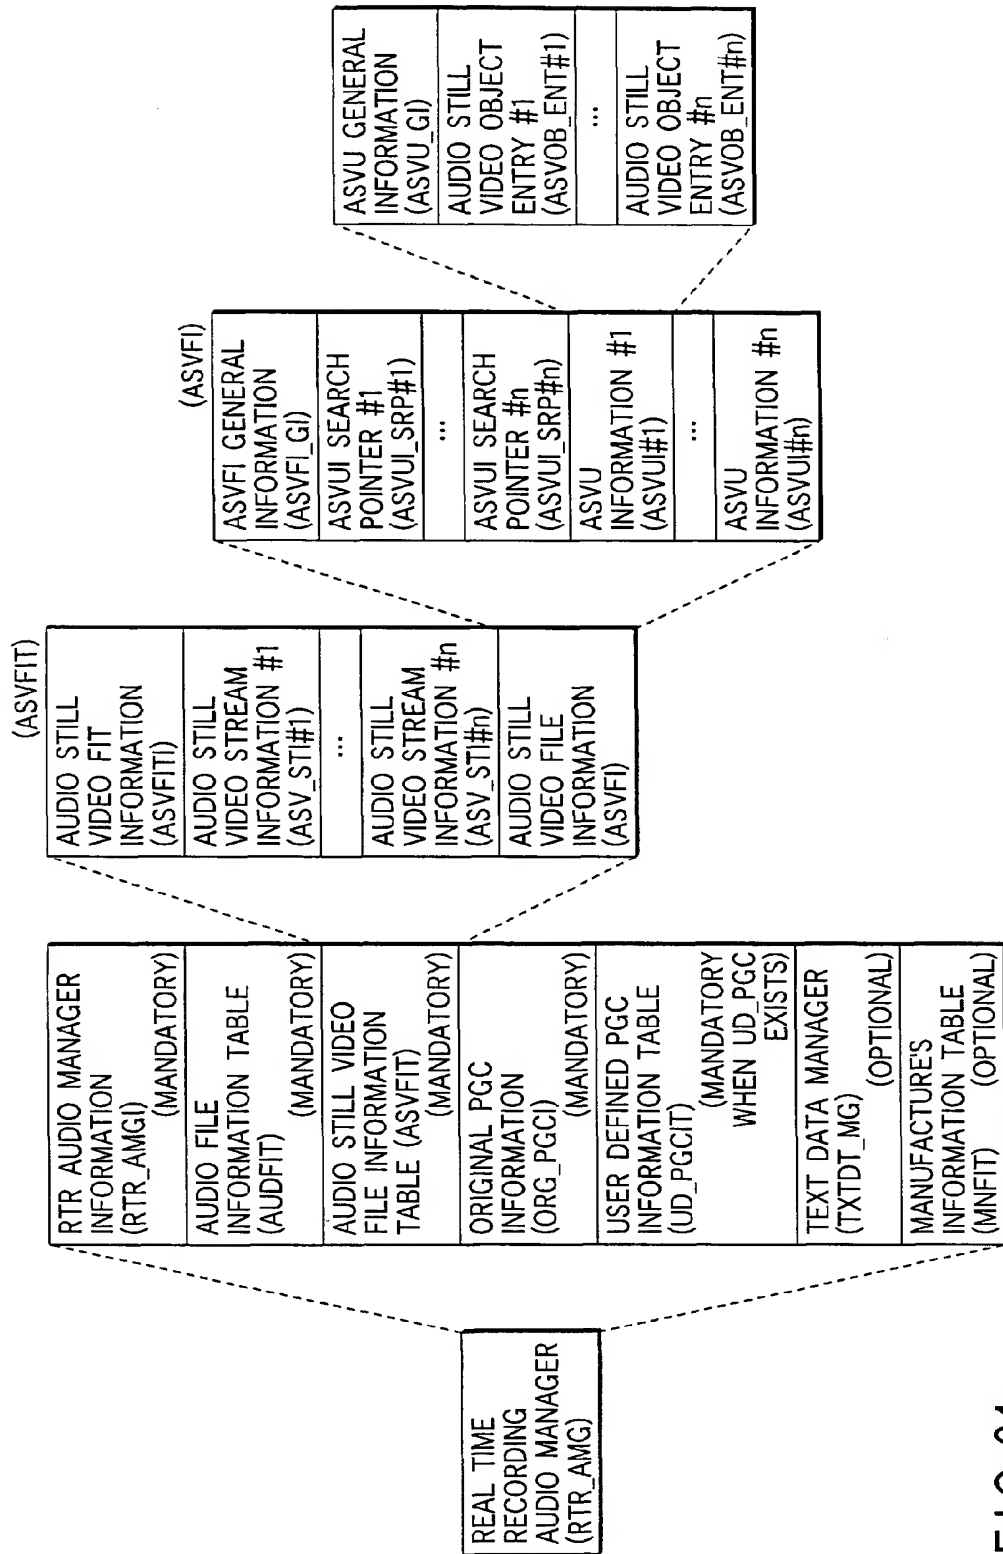 REAL TIME
RECORDING
AUDIO MANAGER
(RTR_AMG)
RTR AUDIO MANAGER
INFORMATION
(RTR_AMGI)
(MANDATORY)
AUDIO FILE
INFORMATION TABLE
(AUDFIT)
(MANDATORY)
AUDIO STILL VIDEO
FILE INFORMATION
TABLE (ASVFIT)
(MANDATORY)
ORIGINAL PGC
INFORMATION
(ORG_PGCI)
(MANDATORY)
USER DEFINED PGC
INFORMATION TABLE
(UD_PGCIT)
(MANDATORY
WHEN UD_PGC
EXISTS)
TEXT DATA MANAGER
(TXTDT_MG)
(OPTIONAL)
MANUFACTURE'S
INFORMATION TABLE
(MNFIT) (OPTIONAL)
(ASVFIT)
AUDIO STILL
VIDEO FIT
INFORMATION
(ASVFITI)
AUDIO STILL
VIDEO STREAM
INFORMATION #1
(ASV_STI#1)
...
AUDIO STILL
VIDEO STREAM
INFORMATION #n
(ASV_STI#n)
AUDIO STILL
VIDEO FILE
INFORMATION
(ASVFI)
(ASVFI)
ASVFI GENERAL
INFORMATION
(ASVFI_GI)
ASVUI SEARCH
POINTER #1
(ASVUI_SRP#1)
...
ASVUI SEARCH
POINTER #n
(ASVUI_SRP#n)
ASVU
INFORMATION #1
(ASVUI#1)
...
ASVU
INFORMATION #n
(ASVUI#n)
ASVU GENERAL
INFORMATION
(ASVU_GI)
AUDIO STILL
VIDEO OBJECT
ENTRY #1
(ASVOB_ENT#1)
...
AUDIO STILL
VIDEO OBJECT
ENTRY #n
(ASVOB_ENT#n)